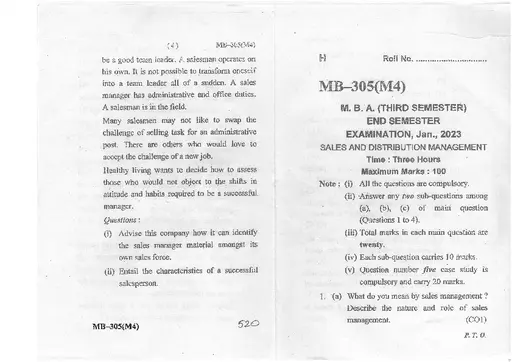 ( 4 ) MB-305(M4)
be a good team leader. A salesman operates on
his own. It is not possible to transform oneself
into a team leader all of a sudden. A sales
manager has administrative and office duties.
A salesman is in the field.
Many salesmen may not like to swap the
challenge of selling task for an administrative
post. There are others who would love to
accept the challenge of a new job.
Healthy living wants to decide how to assess
those who would not object to the shifts in
attitude and habits required to be a successful
manager.
Questions :
(i) Advise this company how it can identify
the sales manager material amongst its
own sales force.
(ii) Entail the characteristics of a successful
salesperson.
MB–305(M4) 520
H Roll No. ..............................
MB–305(M4)
M. B. A. (THIRD SEMESTER)
END SEMESTER
EXAMINATION, Jan., 2023
SALES AND DISTRIBUTION MANAGEMENT
Time : Three Hours
Maximum Marks : 100
Note : (i) All the questions are compulsory.
(ii) Answer any two sub-questions among
(a), (b), (c) of main question
(Questions 1 to 4).
(iii) Total marks in each main question are
twenty.
(iv) Each sub-question carries 10 marks.
(v) Question number five case study is
compulsory and carry 20 marks.
1. (a) What do you mean by sales management ?
Describe the nature and role of sales
management. (CO1)
P. T. O.